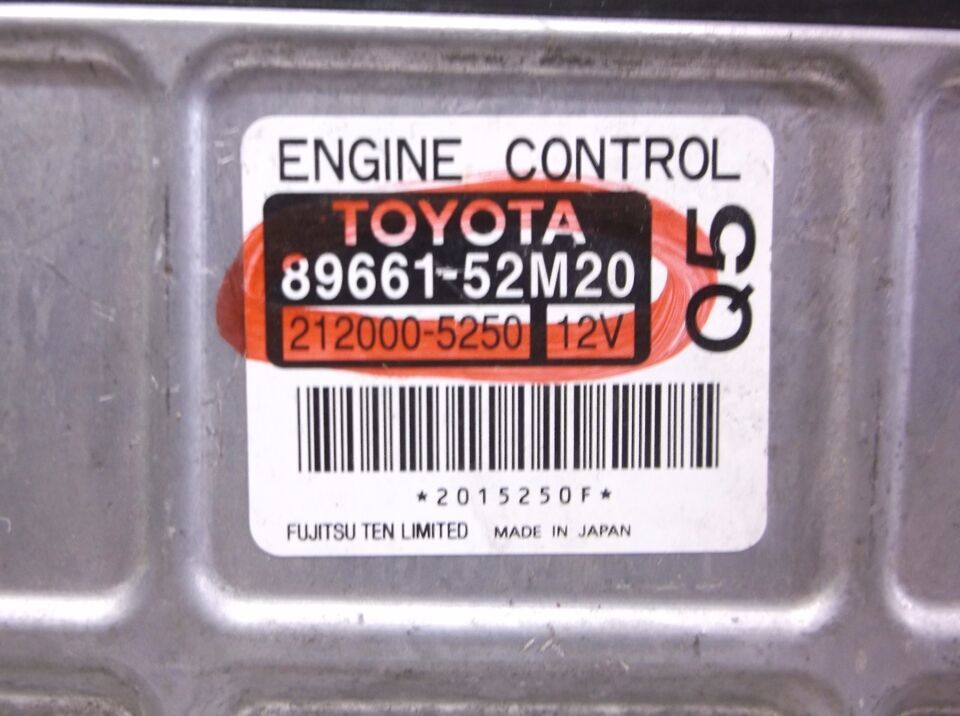 ENGINE CONTROL
TOYOTA
89661-52M20
212000-5250 12V
Q5
*2015250F*
FUJITSU TEN LIMITED MADE IN JAPAN